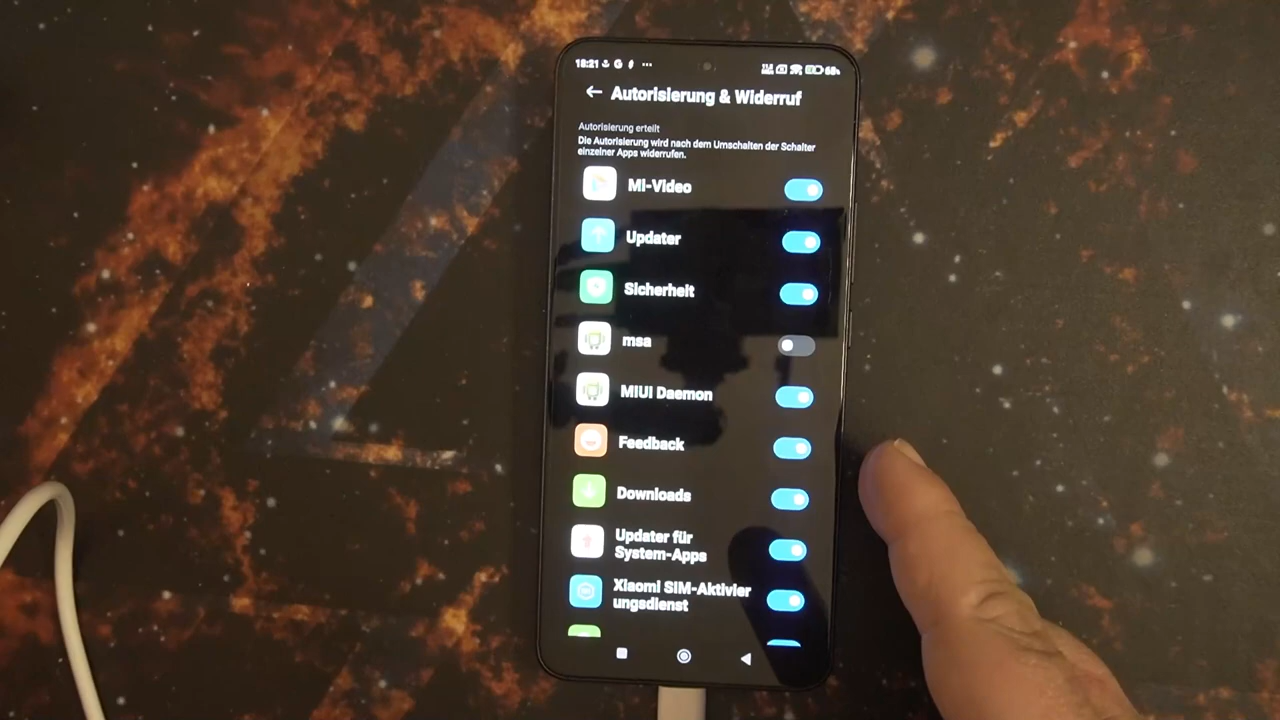 18:21
68%
Autorisierung & Widerruf
Autorisierung erteilt
Die Autorisierung wird nach dem Umschalten der Schalter
einzelner Apps widerrufen.
Mi-Video
Updater
Sicherheit
msa
MIUI Daemon
Feedback
Downloads
Updater für
System-Apps
Xiaomi SIM-Aktivier
ungsdienst